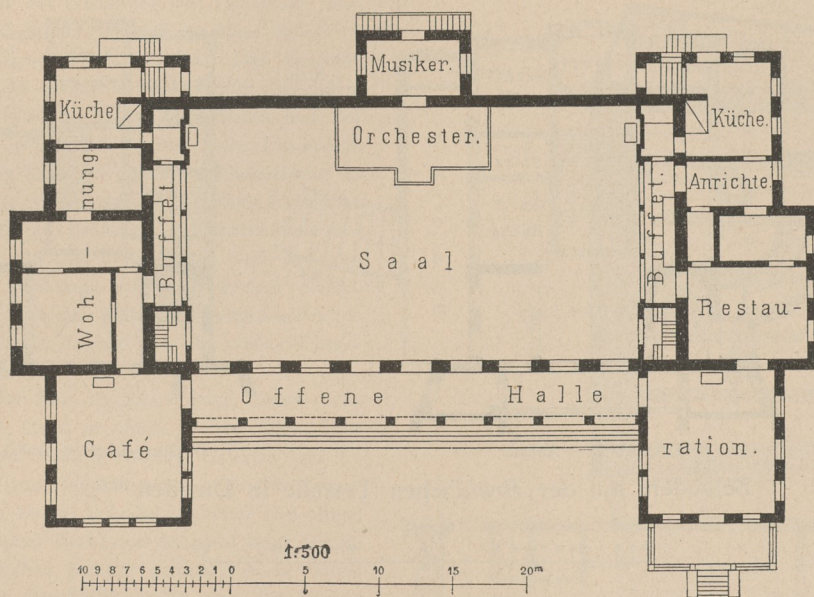 Musiker.
Küche
Orchester.
Küche.
nung
Anrichte.
Buffet
Buffet.
Saal
–
Woh
Restau-
Offene Halle
Café
ration.
1:500
10 9 8 7 6 5 4 3 2 1 0 5 10 15 20m